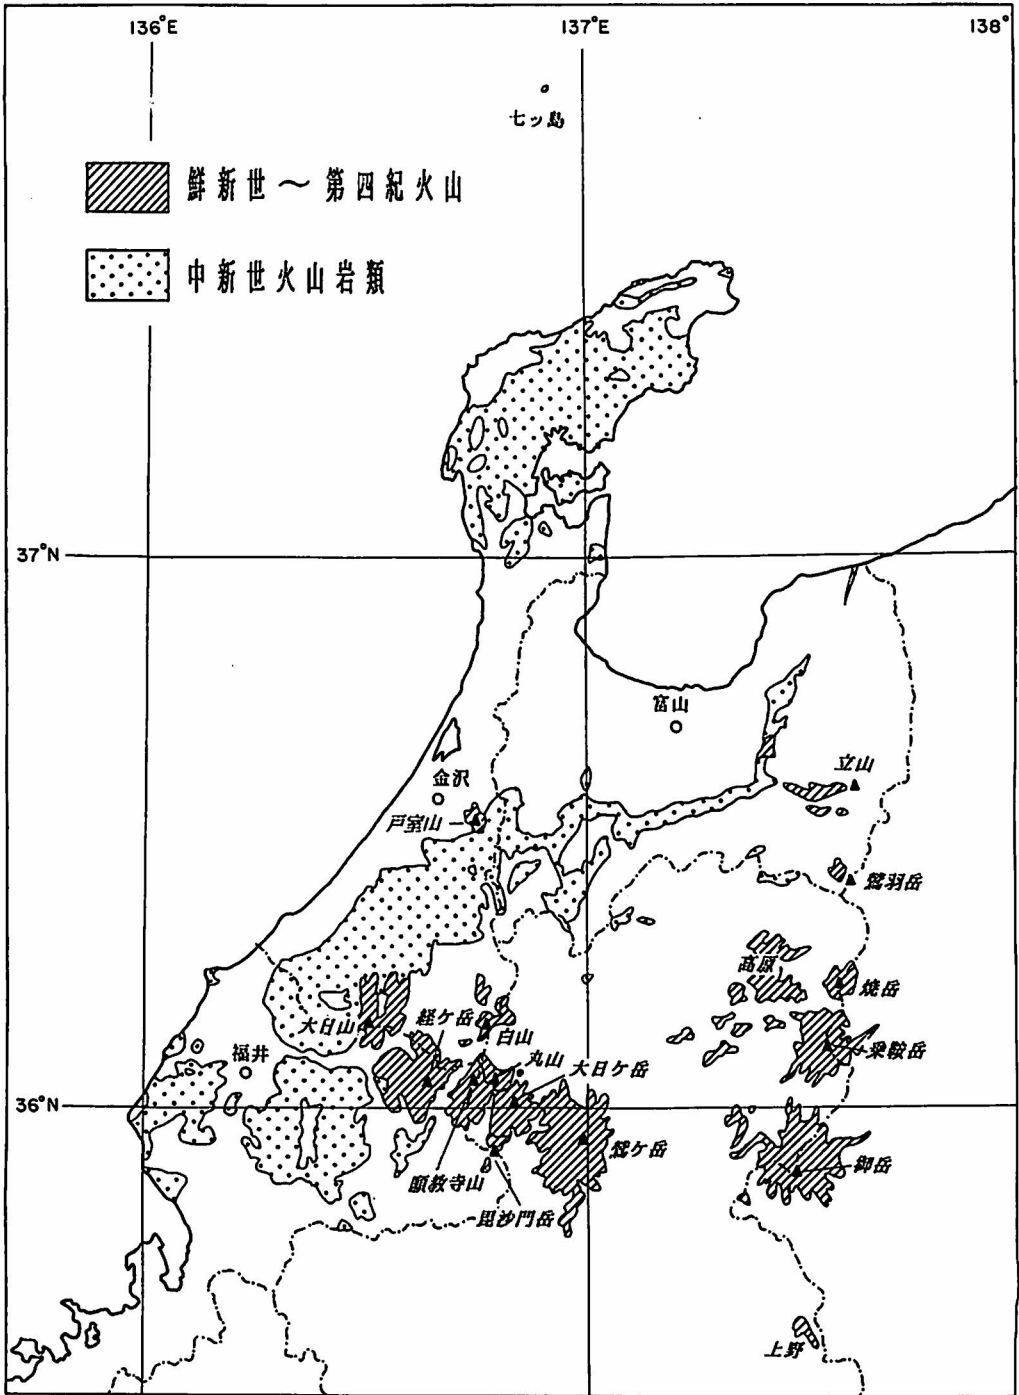 136°E
137°E
138°
七ッ島
鮮新世～第四紀火山
中新世火山岩類
37°N
富山
金沢
立山
戸室山
鷲羽岳
高原
焼岳
大日山
経ケ岳
白山
乗鞍岳
福井
丸山
大日ケ岳
36°N
鷲ケ岳
御岳
願教寺山
毘沙門岳
上野